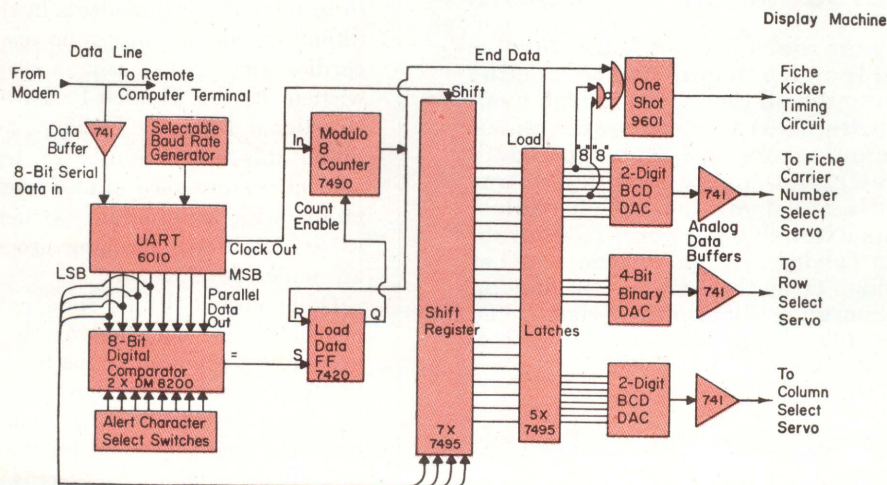 Display Machine
Data Line
From
Modem
To Remote
Computer Terminal
End Data
Shift
Data
Buffer
741
Selectable
Baud Rate
Generator
8-Bit Serial
Data in
In
Modulo
8
Counter
7490
Count
Enable
UART
6010
Clock Out
LSB
MSB
Parallel
Data
Out
8-Bit
Digital
Comparator
2 X DM 8200
=
Alert Character
Select Switches
R
Q
S
Load
Data
FF
7420
Shift
Register
7 X
7495
Load
Latches
5 X
7495
"8"
"8"
One
Shot
9601
Fiche
Kicker
Timing
Circuit
2-Digit
BCD
DAC
741
To Fiche
Carrier
Number
Select
Servo
Analog
Data
Buffers
4-Bit
Binary
DAC
741
To
Row
Select
Servo
2-Digit
BCD
DAC
741
To
Column
Select
Servo